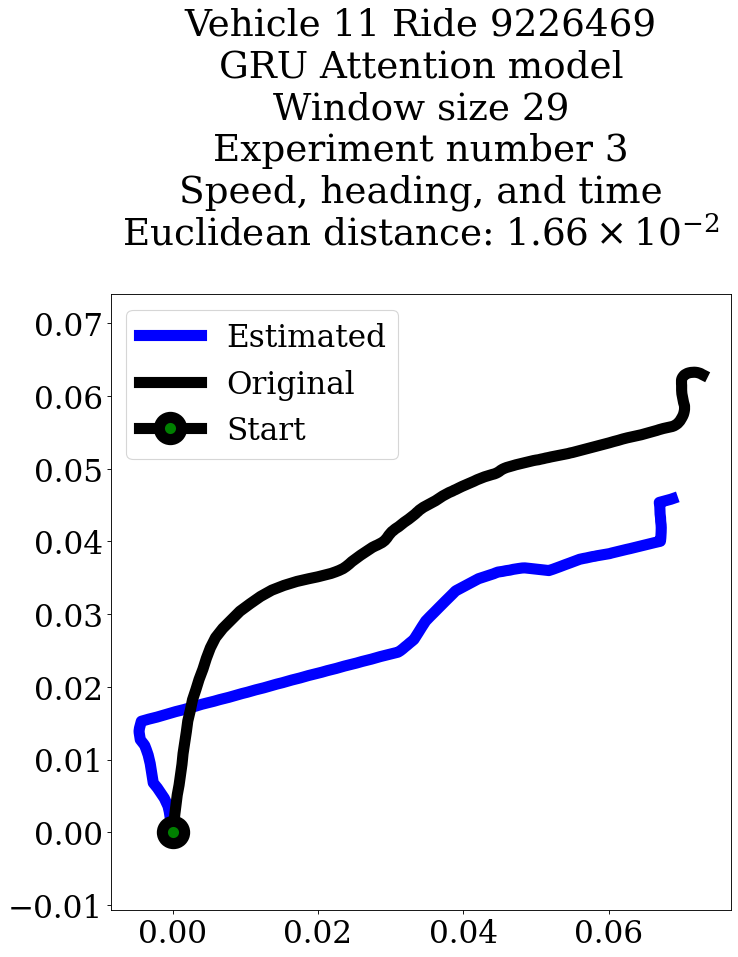 Vehicle 11 Ride 9226469
GRU Attention model
Window size 29
Experiment number 3
Speed, heading, and time
Euclidean distance: 1.66 × 10⁻²
Estimated
Original
Start
0.07
0.06
0.05
0.04
0.03
0.02
0.01
0.00
−0.01
0.00 0.02 0.04 0.06